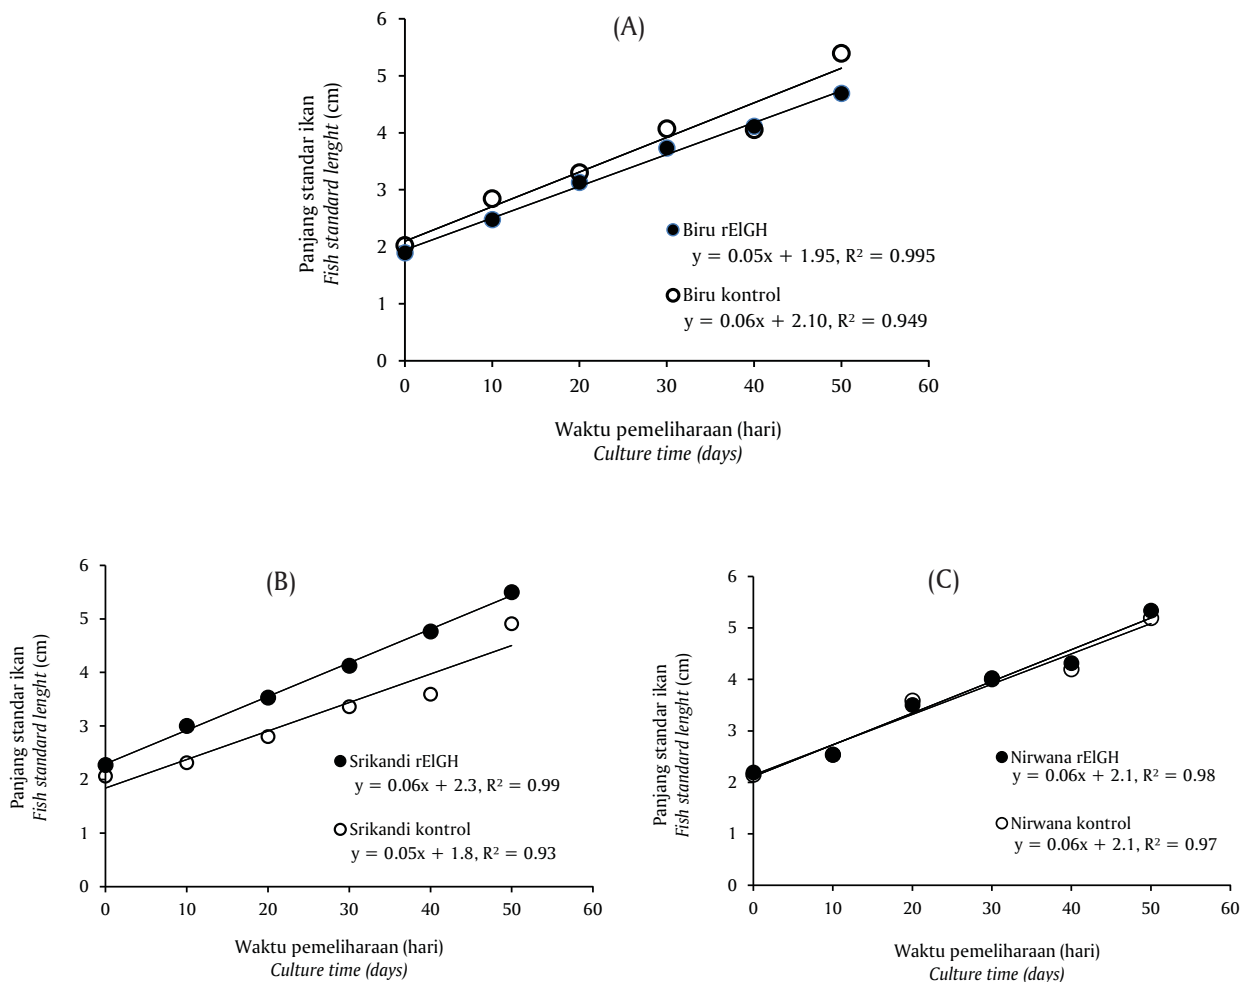 (A)
6
5
4
3
2
1
0
0 10 20 30 40 50 60
Panjang standar ikan
Fish standard lenght (cm)
Biru rElGH
y = 0.05x + 1.95, R² = 0.995
Biru kontrol
y = 0.06x + 2.10, R² = 0.949
Waktu pemeliharaan (hari)
Culture time (days)
(B)
6
5
4
3
2
1
0
0 10 20 30 40 50 60
Panjang standar ikan
Fish standard lenght (cm)
Srikandi rElGH
y = 0.06x + 2.3, R² = 0.99
Srikandi kontrol
y = 0.05x + 1.8, R² = 0.93
Waktu pemeliharaan (hari)
Culture time (days)
(C)
6
5
4
3
2
1
0
0 10 20 30 40 50 60
Panjang standar ikan
Fish standard lenght (cm)
Nirwana rElGH
y = 0.06x + 2.1, R² = 0.98
Nirwana kontrol
y = 0.06x + 2.1, R² = 0.97
Waktu pemeliharaan (hari)
Culture time (days)